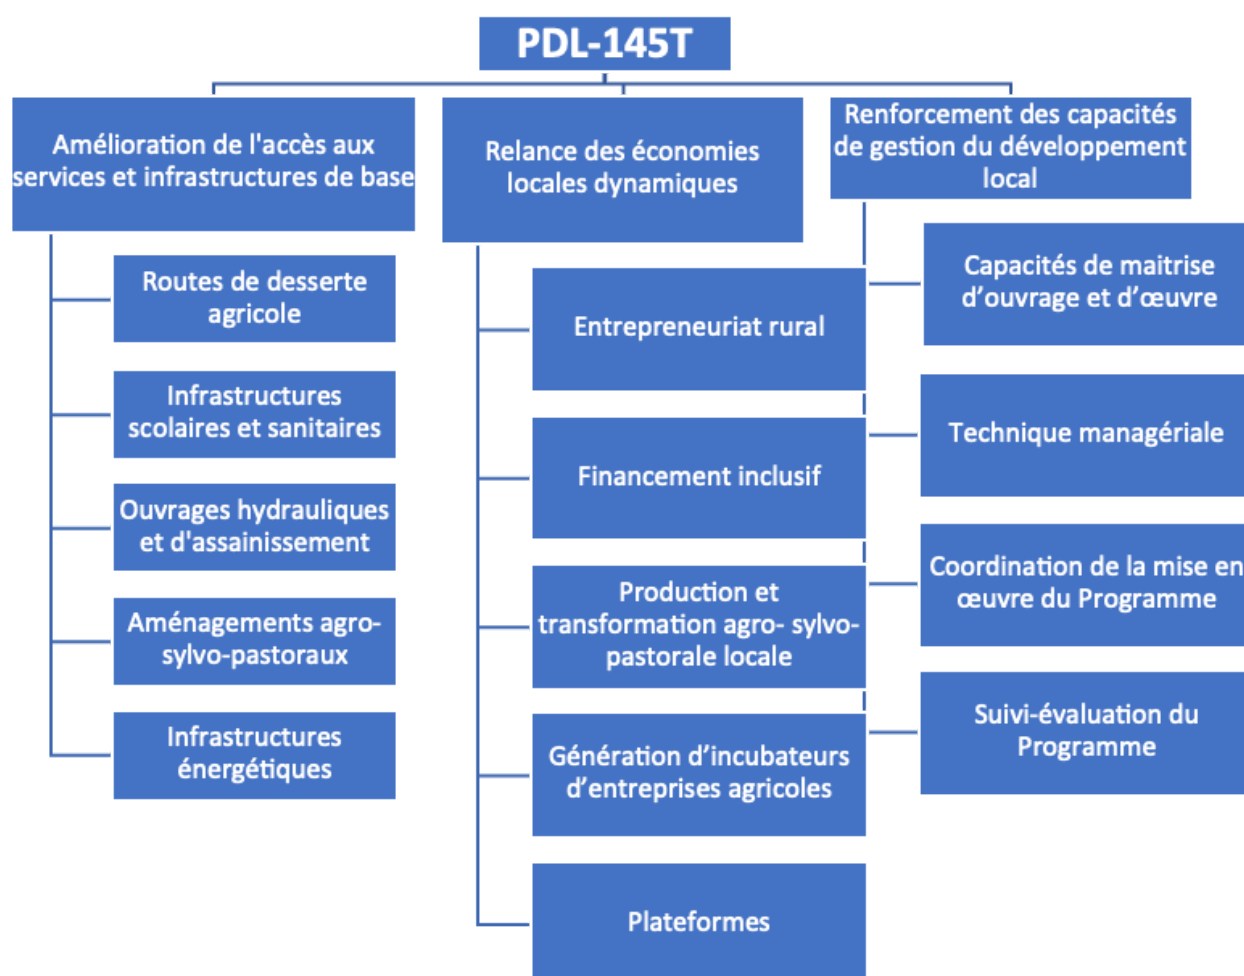 PDL-145T
Amélioration de l'accès aux
services et infrastructures de base
Routes de desserte
agricole
Infrastructures
scolaires et sanitaires
Ouvrages hydrauliques
et d'assainissement
Aménagements agro-
sylvo-pastoraux
Infrastructures
énergétiques
Relance des économies
locales dynamiques
Entrepreneuriat rural
Financement inclusif
Production et
transformation agro- sylvo-
pastorale locale
Génération d’incubateurs
d’entreprises agricoles
Plateformes
Renforcement des capacités
de gestion du développement
local
Capacités de maitrise
d’ouvrage et d’œuvre
Technique managériale
Coordination de la mise en
œuvre du Programme
Suivi-évaluation du
Programme